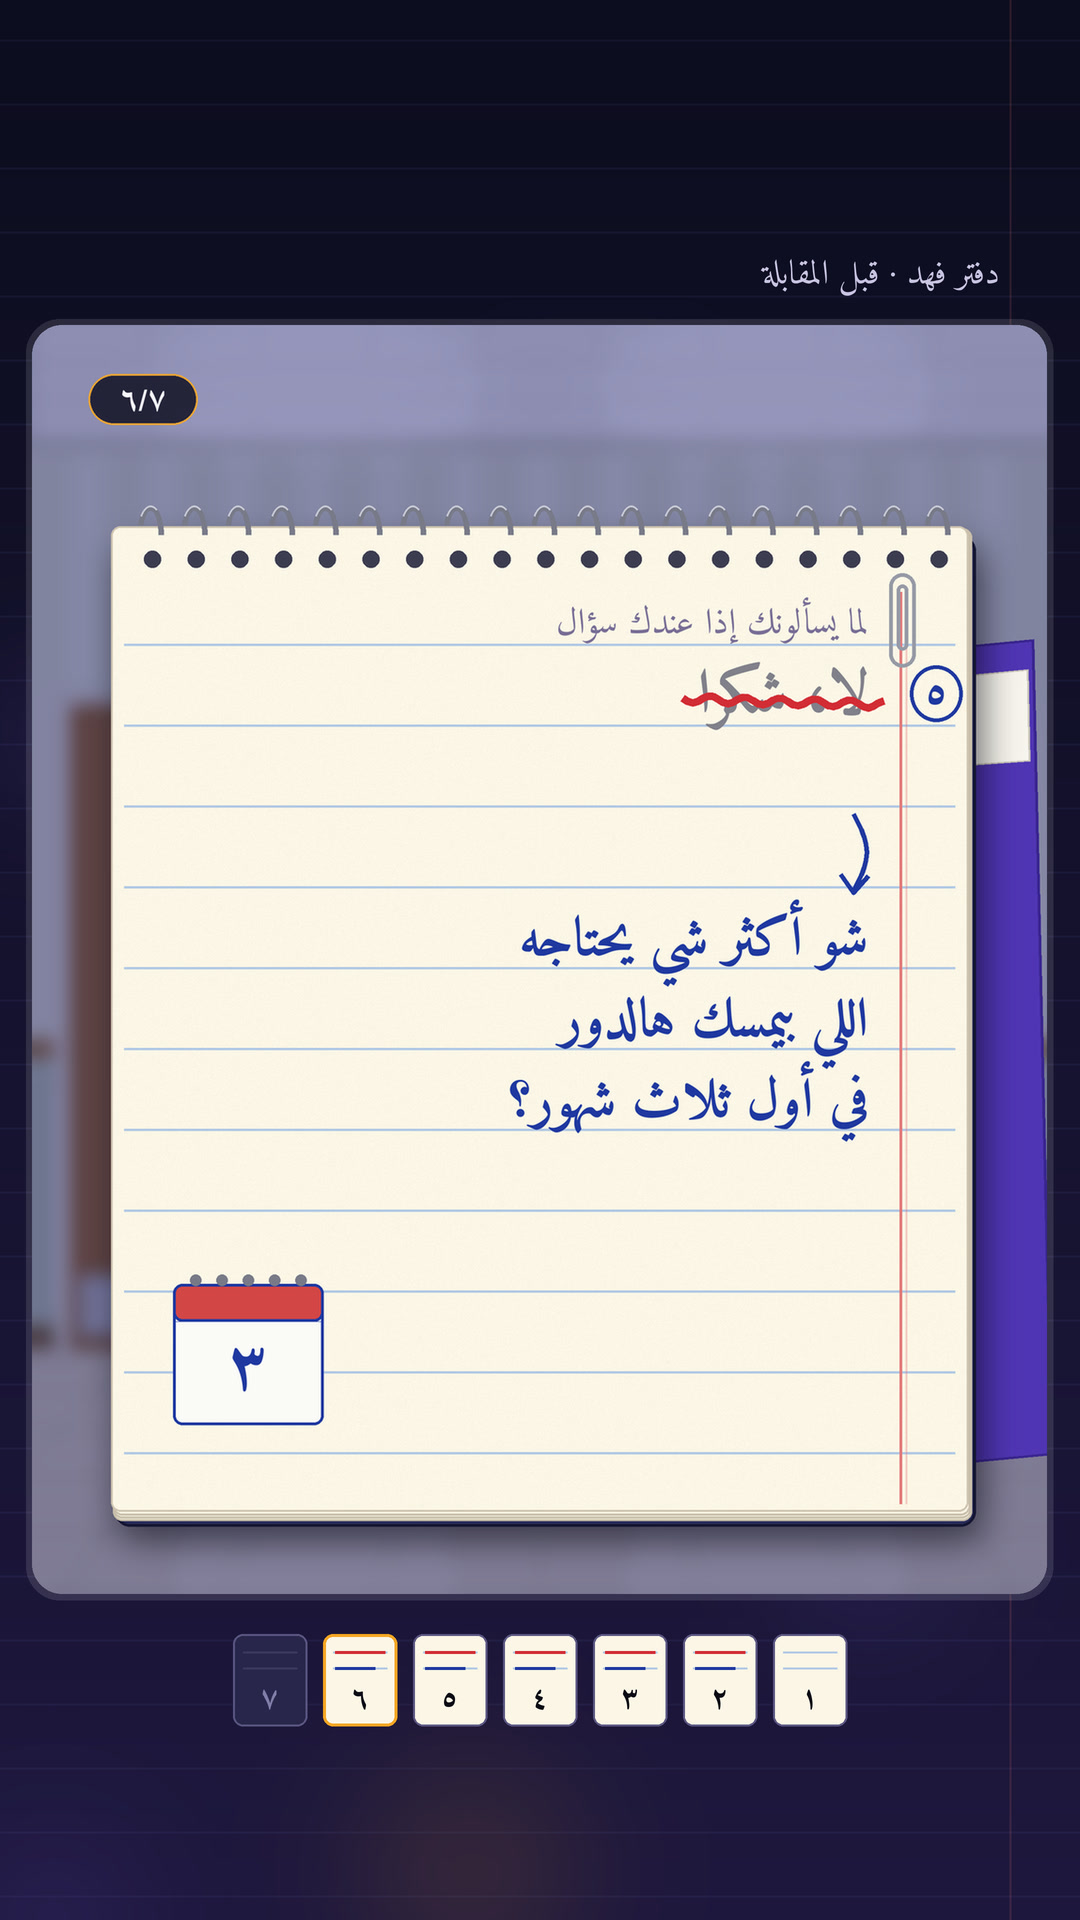 دفتر فهد · قبل المقابلة
٦/٧
لما يسألونك إذا عندك سؤال
لا، شكرا
٥
شو أكثر شي يحتاجه
اللي بيمسك هالدور
في أول ثلاث شهور؟
٣
١
٢
٣
٤
٥
٦
٧